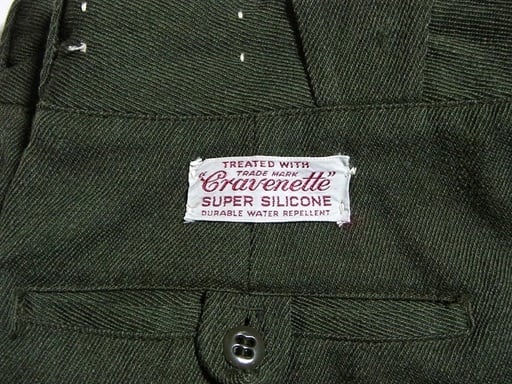 TREATED WITH
TRADE MARK
"Cravenette"
SUPER SILICONE
DURABLE WATER REPELLENT